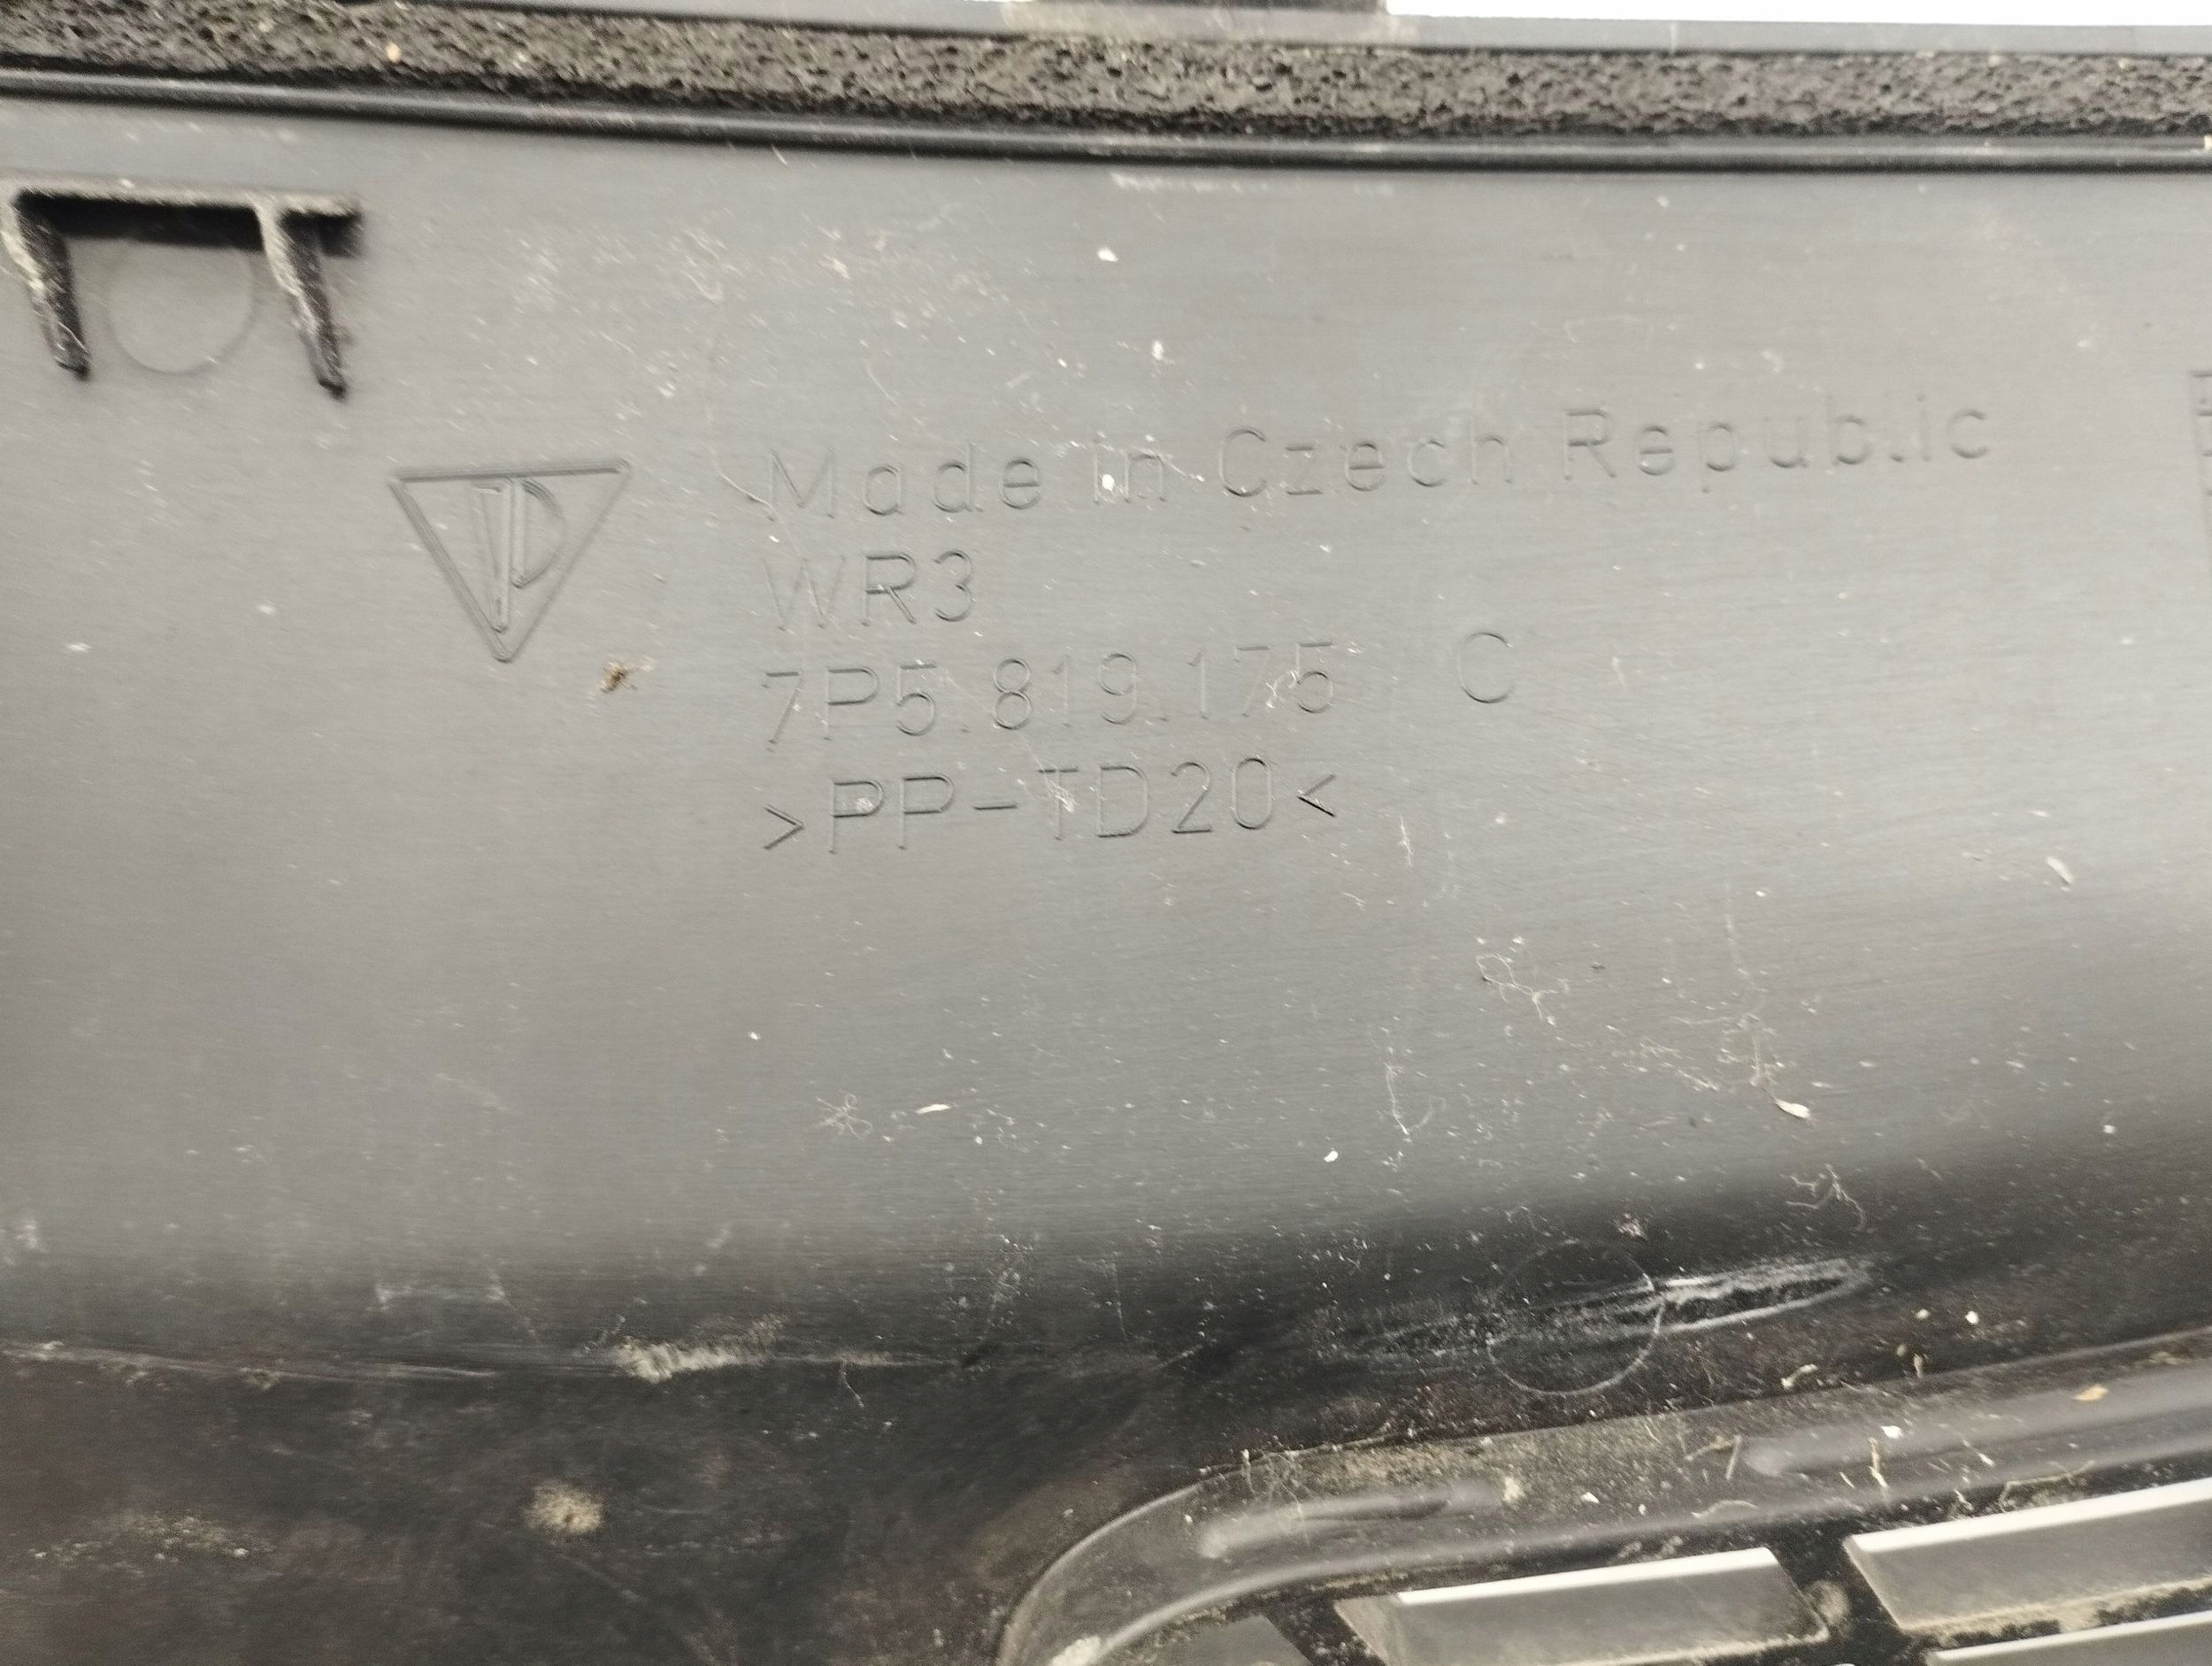 Made in Czech Republic
WR3
7P5.819.175 C
>PP-TD20<